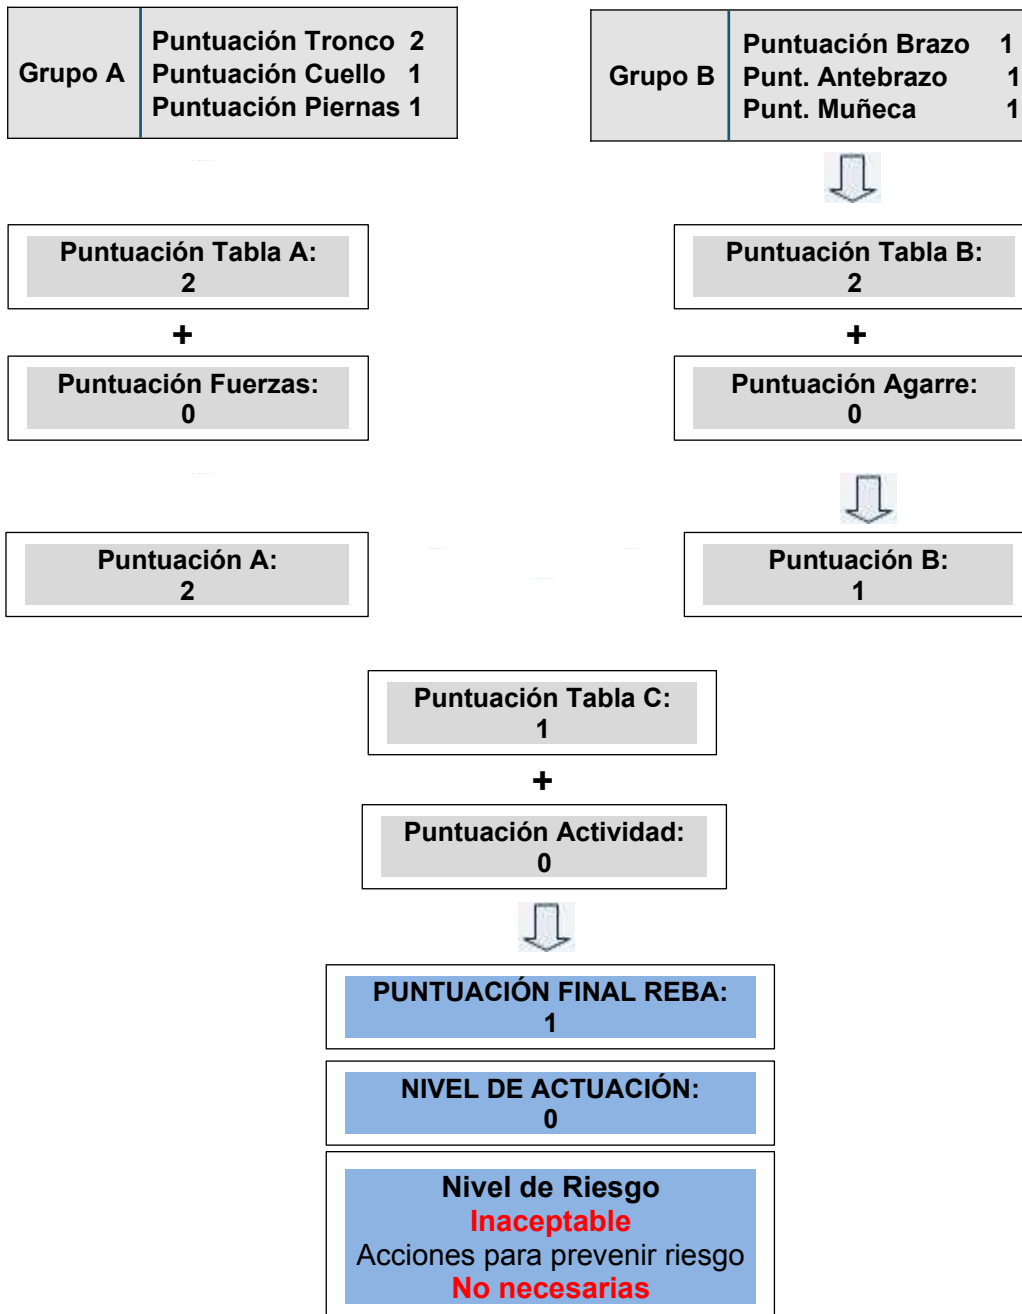 Grupo A
Puntuación Tronco 2
Puntuación Cuello 1
Puntuación Piernas 1
Grupo B
Puntuación Brazo 1
Punt. Antebrazo 1
Punt. Muñeca 1
Puntuación Tabla A:
2
Puntuación Tabla B:
2
+
+
Puntuación Fuerzas:
0
Puntuación Agarre:
0
Puntuación A:
2
Puntuación B:
1
Puntuación Tabla C:
1
+
Puntuación Actividad:
0
PUNTUACIÓN FINAL REBA:
1
NIVEL DE ACTUACIÓN:
0
Nivel de Riesgo
Inaceptable
Acciones para prevenir riesgo
No necesarias